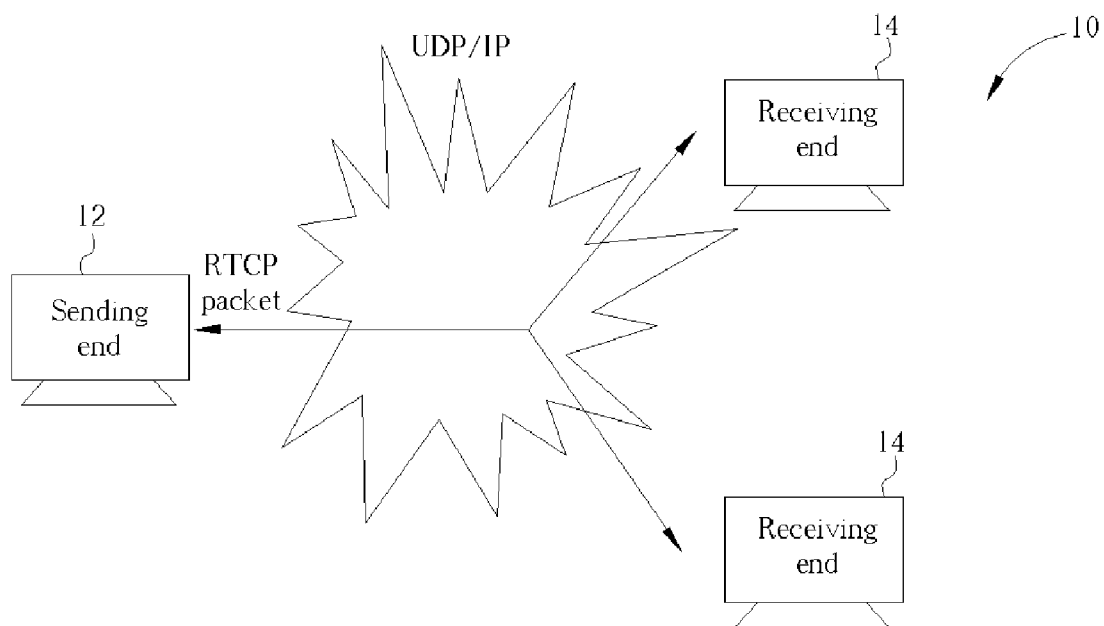 UDP/IP
14
10
Receiving
end
12
RTCP
packet
Sending
end
14
Receiving
end